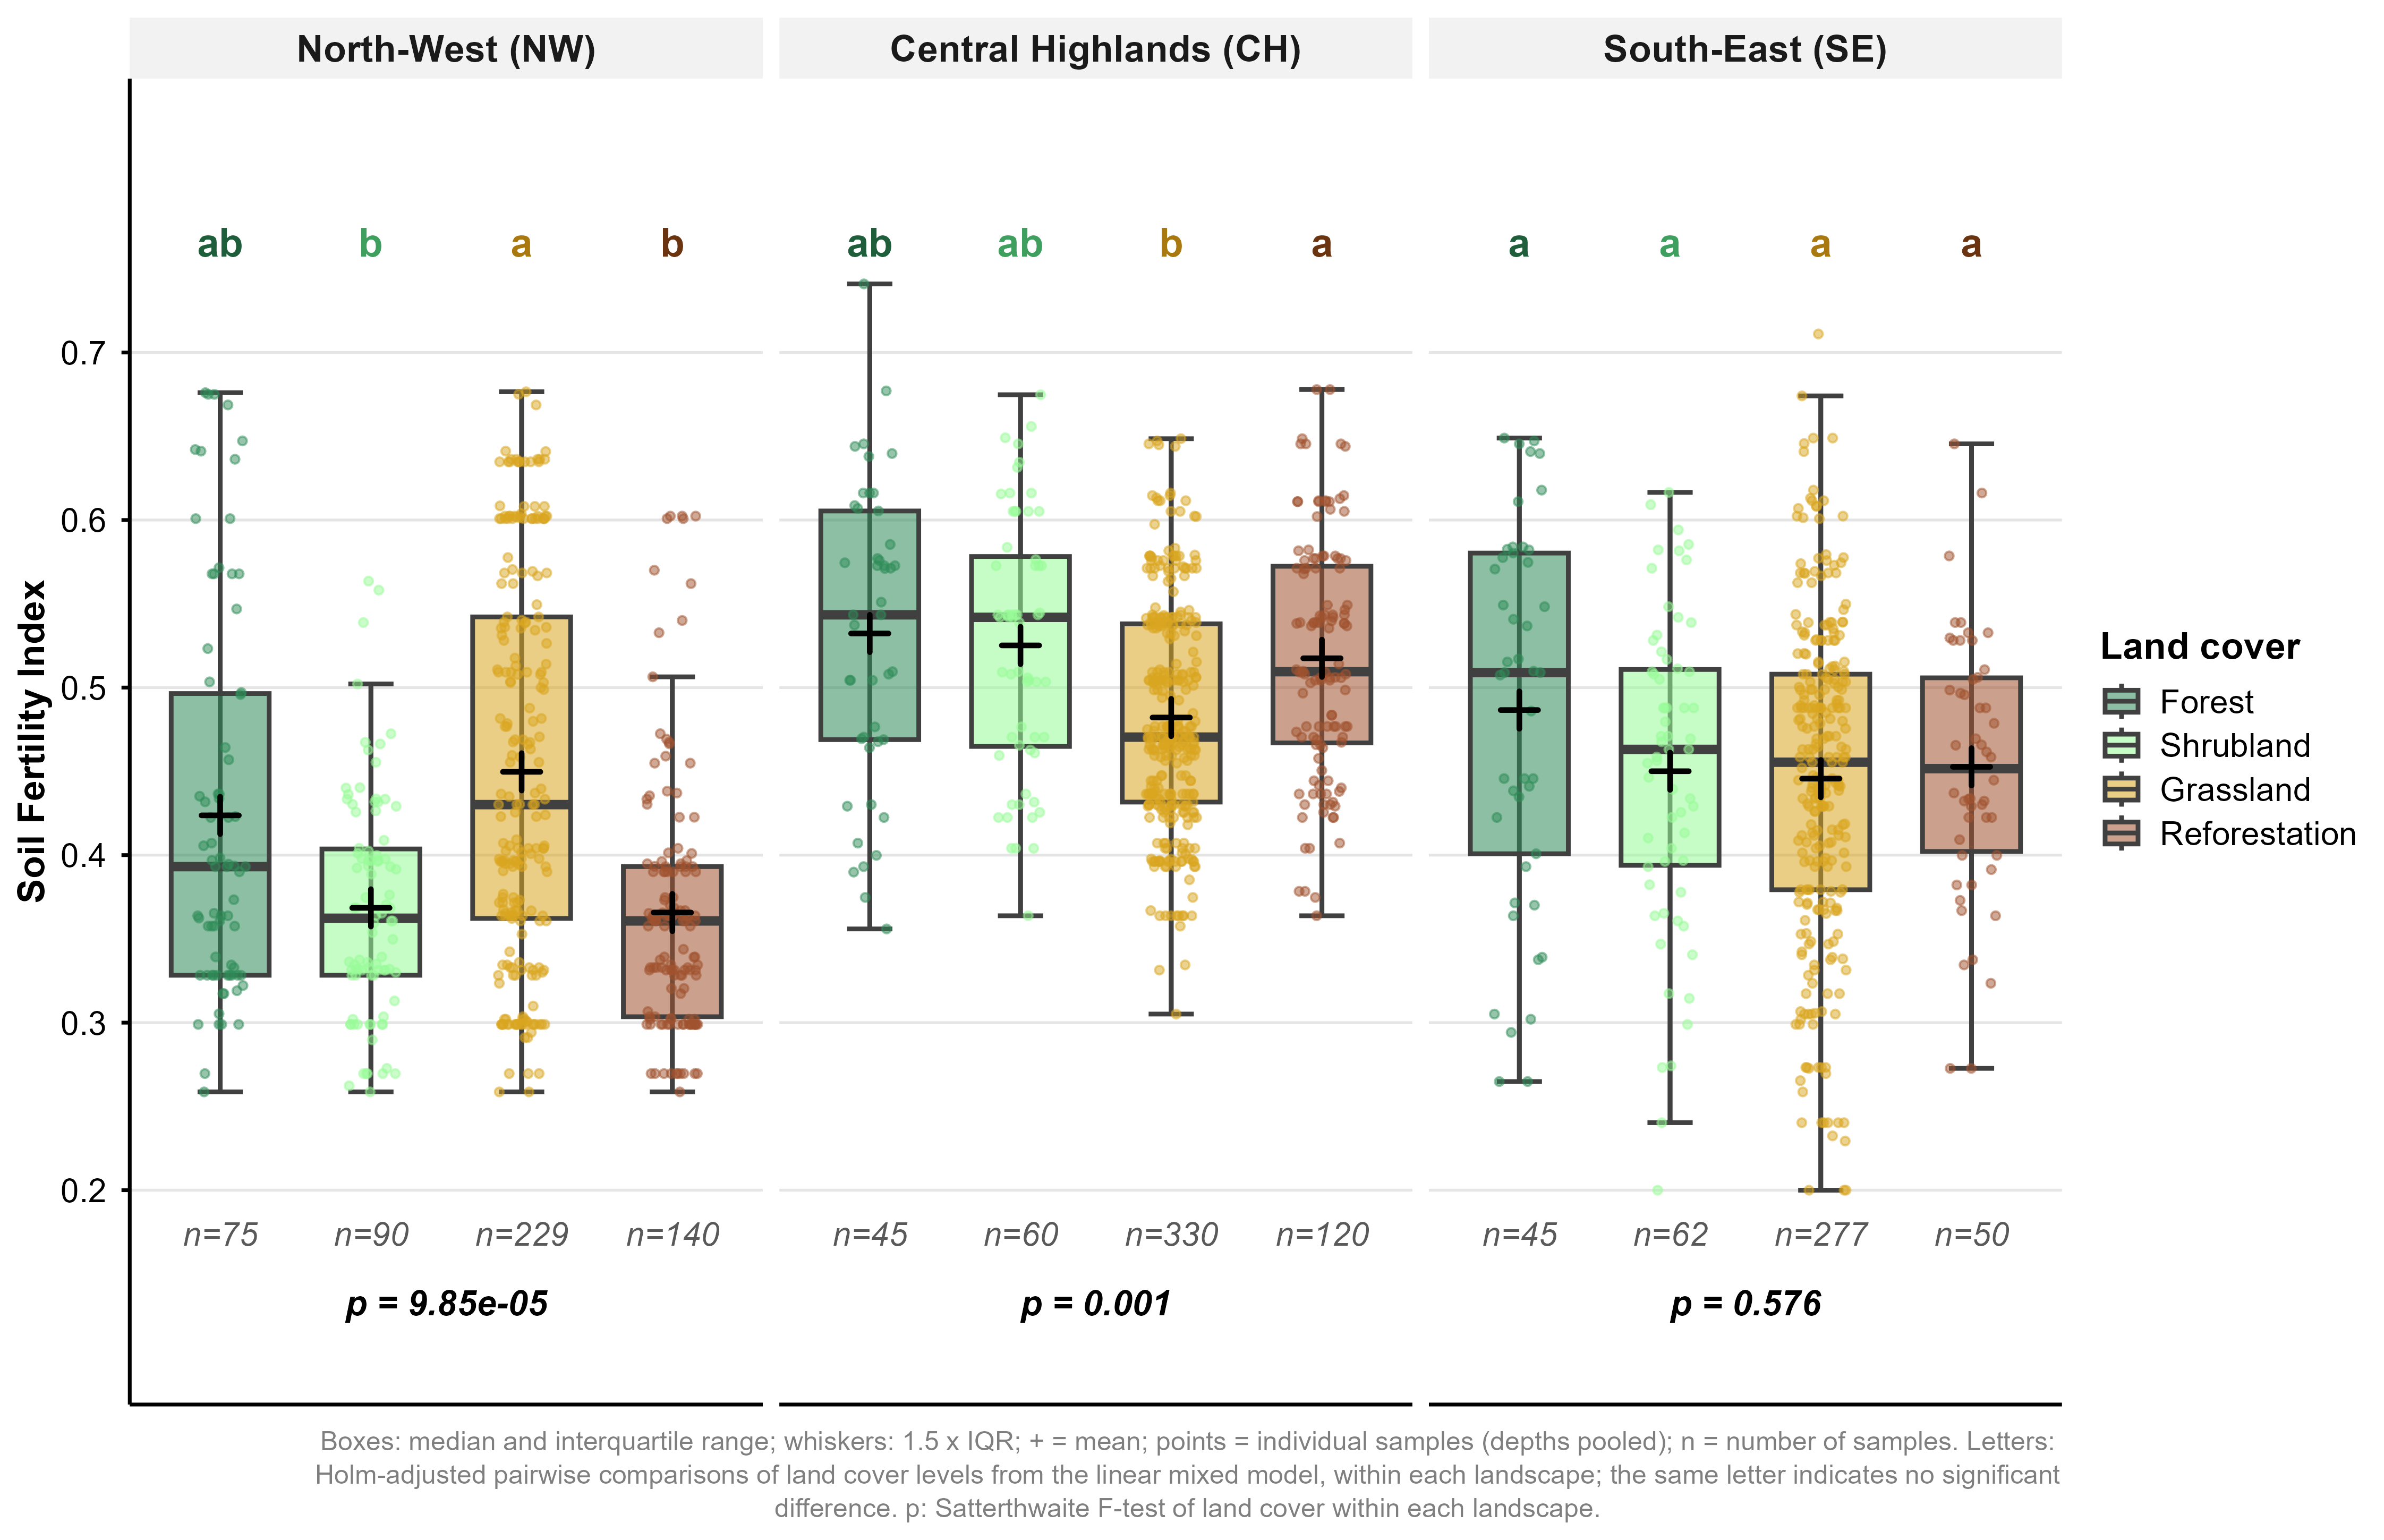 North-West (NW)
Central Highlands (CH)
South-East (SE)
ab
b
a
b
ab
ab
b
a
a
a
a
a
Soil Fertility Index
0.7
0.6
0.5
0.4
0.3
0.2
n=75
n=90
n=229
n=140
n=45
n=60
n=330
n=120
n=45
n=62
n=277
n=50
p = 9.85e-05
p = 0.001
p = 0.576
Land cover
Forest
Shrubland
Grassland
Reforestation
Boxes: median and interquartile range; whiskers: 1.5 x IQR; + = mean; points = individual samples (depths pooled); n = number of samples. Letters:
Holm-adjusted pairwise comparisons of land cover levels from the linear mixed model, within each landscape; the same letter indicates no significant
difference. p: Satterthwaite F-test of land cover within each landscape.